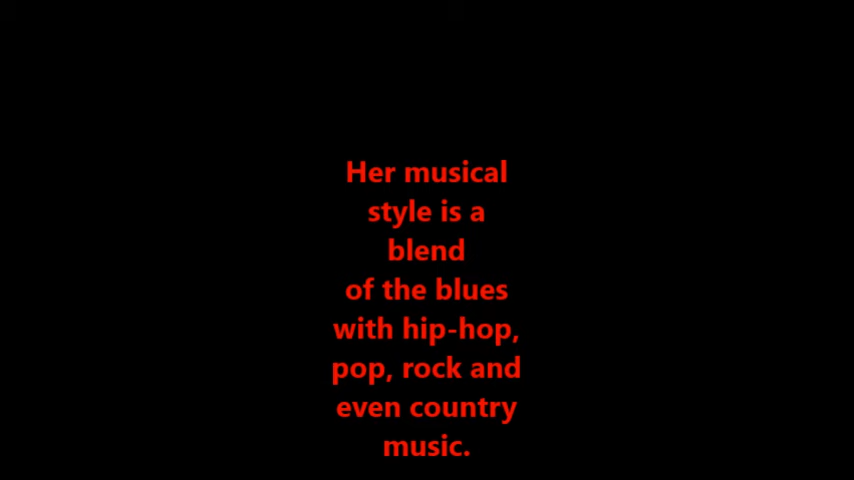 Her musical
style is a
blend
of the blues
with hip-hop,
pop, rock and
even country
music.